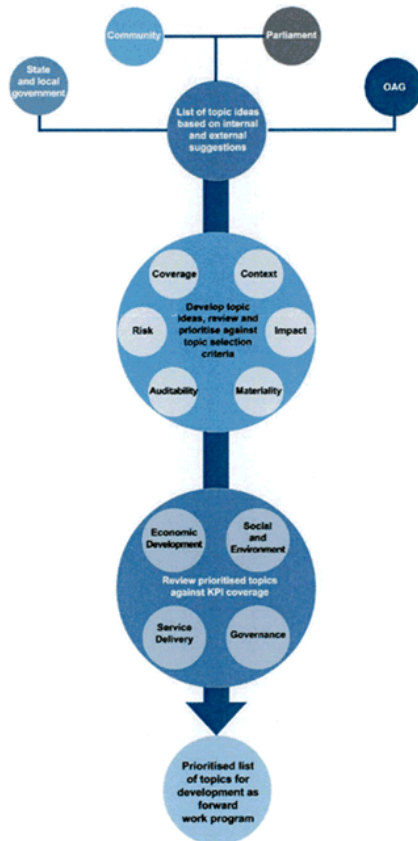 Community
Parliament
State
and local
government
OAG
List of topic ideas
based on internal
and external
suggestions
Coverage
Context
Develop topic
ideas, review and
prioritise against
topic selection
criteria
Risk
Impact
Auditability
Materiality
Economic
Development
Social
and
Environment
Review prioritised topics
against KPI coverage
Service
Delivery
Governance
Prioritised list
of topics for
development as
forward
work program